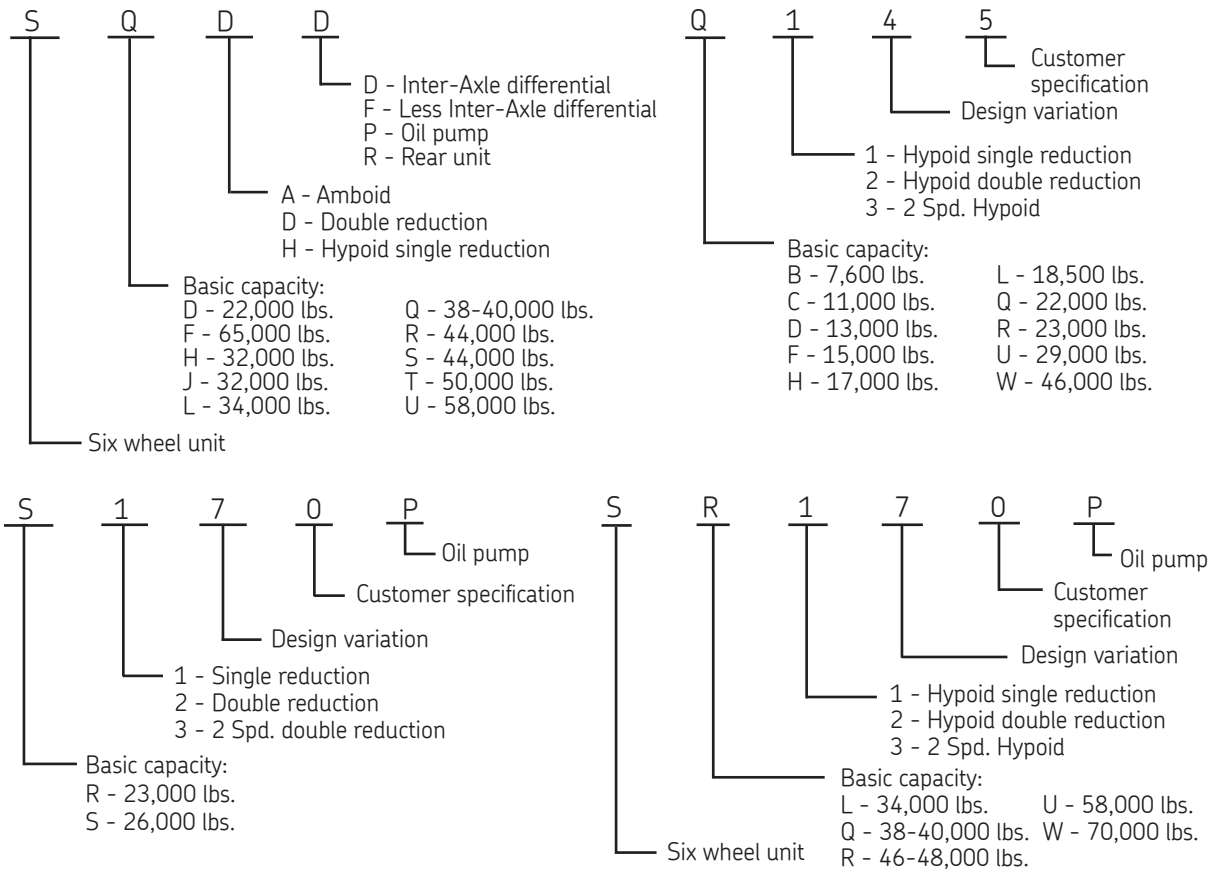 S Q D D
D - Inter-Axle differential
F - Less Inter-Axle differential
P - Oil pump
R - Rear unit
A - Amboid
D - Double reduction
H - Hypoid single reduction
Basic capacity:
D - 22,000 lbs. Q - 38-40,000 lbs.
F - 65,000 lbs. R - 44,000 lbs.
H - 32,000 lbs. S - 44,000 lbs.
J - 32,000 lbs. T - 50,000 lbs.
L - 34,000 lbs. U - 58,000 lbs.
Six wheel unit
Q 1 4 5
Customer
specification
Design variation
1 - Hypoid single reduction
2 - Hypoid double reduction
3 - 2 Spd. Hypoid
Basic capacity:
B - 7,600 lbs. L - 18,500 lbs.
C - 11,000 lbs. Q - 22,000 lbs.
D - 13,000 lbs. R - 23,000 lbs.
F - 15,000 lbs. U - 29,000 lbs.
H - 17,000 lbs. W - 46,000 lbs.
S 1 7 0 P
Oil pump
Customer specification
Design variation
1 - Single reduction
2 - Double reduction
3 - 2 Spd. double reduction
Basic capacity:
R - 23,000 lbs.
S - 26,000 lbs.
S R 1 7 0 P
Oil pump
Customer
specification
Design variation
1 - Hypoid single reduction
2 - Hypoid double reduction
3 - 2 Spd. Hypoid
Basic capacity:
L - 34,000 lbs. U - 58,000 lbs.
Q - 38-40,000 lbs. W - 70,000 lbs.
R - 46-48,000 lbs.
Six wheel unit